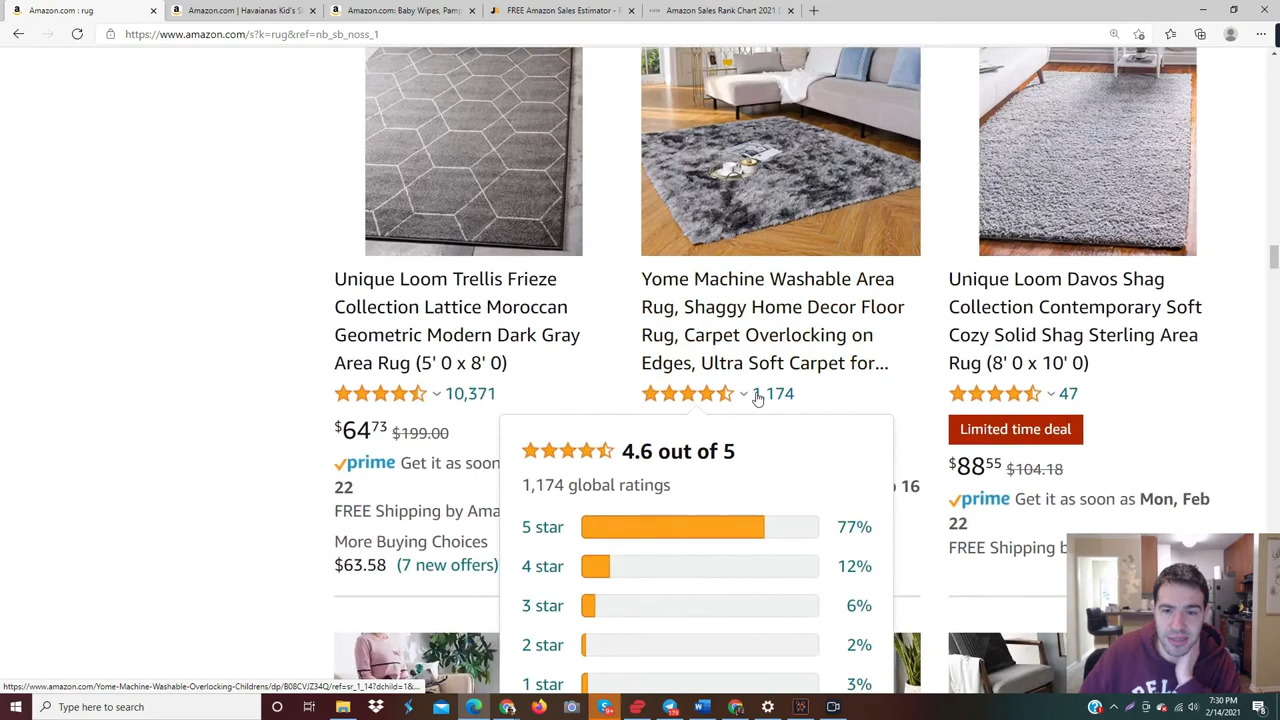 Amazon.com : rug
Amazon.com | Havaianas Kid's S
Amazon.com: Baby Wipes, Pamp
FREE Amazon Sales Estimator - F
Amazon Sales Rank Chart 2021 [
https://www.amazon.com/s?k=rug&ref=nb_sb_noss_1
Unique Loom Trellis Frieze
Collection Lattice Moroccan
Geometric Modern Dark Gray
Area Rug (5' 0 x 8' 0)
10,371
$64.73 $199.00
prime Get it as soon
22
FREE Shipping by Ama
More Buying Choices
$63.58 (7 new offers)
Yome Machine Washable Area
Rug, Shaggy Home Decor Floor
Rug, Carpet Overlocking on
Edges, Ultra Soft Carpet for...
1,174
16
4.6 out of 5
1,174 global ratings
5 star 77%
4 star 12%
3 star 6%
2 star 2%
1 star 3%
Unique Loom Davos Shag
Collection Contemporary Soft
Cozy Solid Shag Sterling Area
Rug (8' 0 x 10' 0)
47
Limited time deal
$88.55 $104.18
prime Get it as soon as Mon, Feb
22
FREE Shipping b
https://www.amazon.com/Yome-Machine-Washable-Overlocking-Childrens/dp/B08CVJZ34Q/ref=sr_1_14?dchild=1&...
Type here to search
7:30 PM
2/14/2021